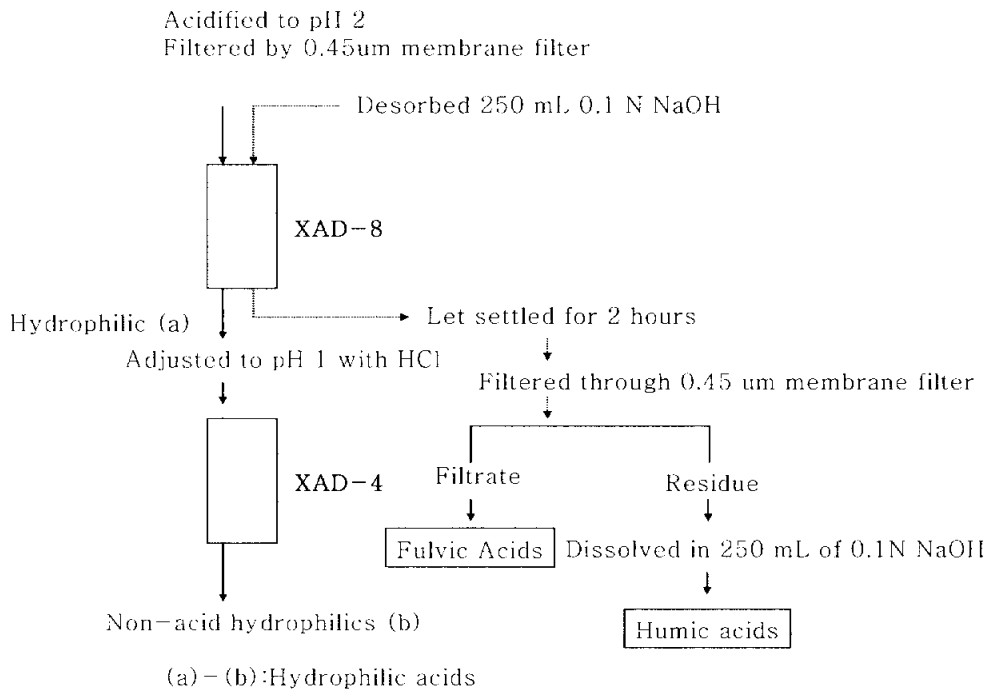 Acidified to pH 2
Filtered by 0.45um membrane filter
Desorbed 250 mL 0.1 N NaOH
XAD-8
Hydrophilic (a)
Let settled for 2 hours
Adjusted to pH 1 with HCl
Filtered through 0.45 um membrane filter
XAD-4
Filtrate
Residue
Fulvic Acids
Dissolved in 250 mL of 0.1N NaOH
Non-acid hydrophilics (b)
Humic acids
(a)-(b):Hydrophilic acids